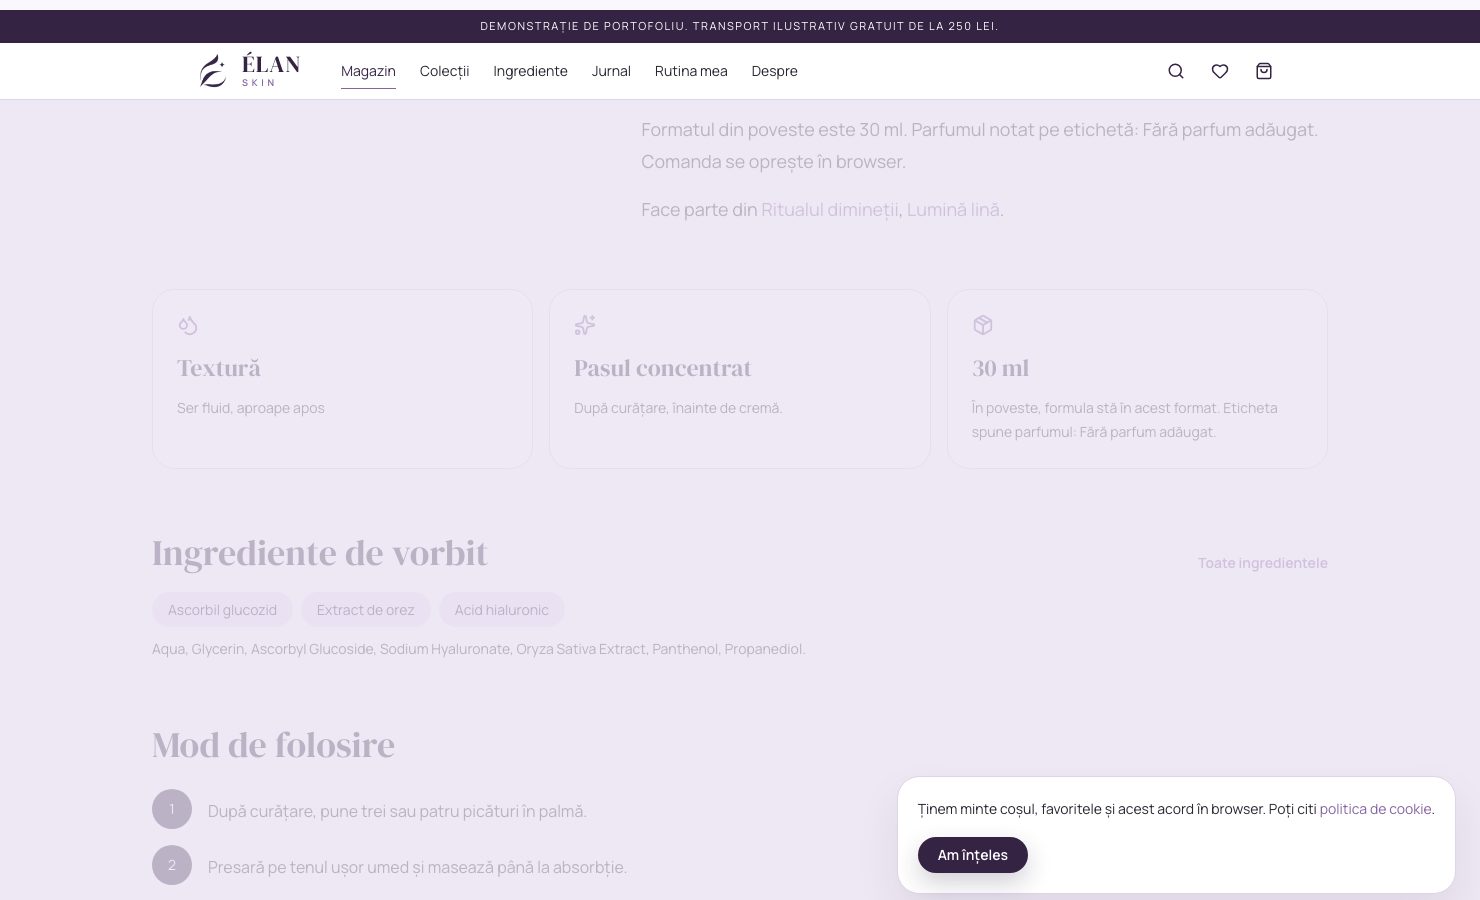 DEMONSTRAȚIE DE PORTOFOLIU. TRANSPORT ILUSTRATIV GRATUIT DE LA 250 LEI.
ÉLAN
SKIN
Magazin
Colecții
Ingrediente
Jurnal
Rutina mea
Despre
Formatul din poveste este 30 ml. Parfumul notat pe etichetă: Fără parfum adăugat.
Comanda se oprește în browser.
Face parte din Ritualul dimineții, Lumină lină.
Textură
Ser fluid, aproape apos
Pasul concentrat
După curățare, înainte de cremă.
30 ml
În poveste, formula stă în acest format. Eticheta
spune parfumul: Fără parfum adăugat.
Ingrediente de vorbit
Toate ingredientele
Ascorbil glucozid
Extract de orez
Acid hialuronic
Aqua, Glycerin, Ascorbyl Glucoside, Sodium Hyaluronate, Oryza Sativa Extract, Panthenol, Propanediol.
Mod de folosire
1
După curățare, pune trei sau patru picături în palmă.
2
Presară pe tenul ușor umed și masează până la absorbție.
Ținem minte coșul, favoritele și acest acord în browser. Poți citi politica de cookie.
Am înțeles